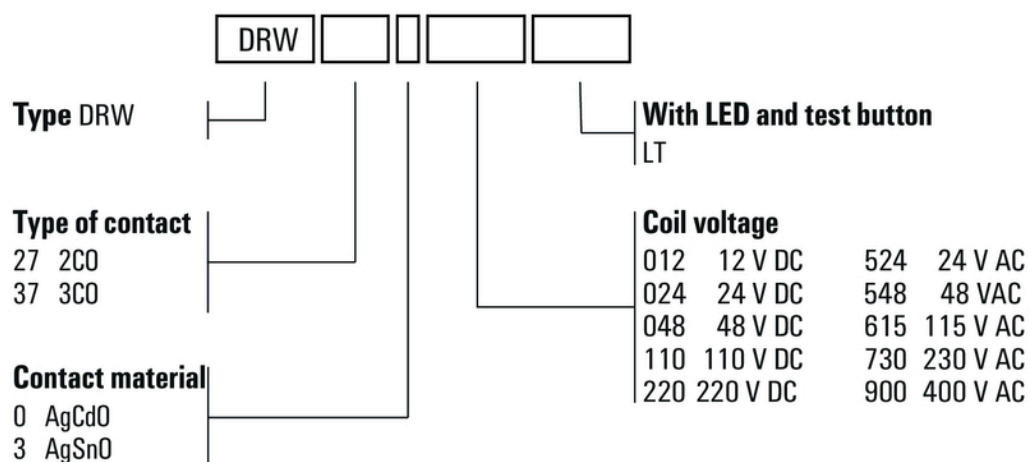 DRW
Type DRW
With LED and test button
LT
Type of contact
27 2CO
37 3CO
Coil voltage
012 12 V DC 524 24 V AC
024 24 V DC 548 48 VAC
048 48 V DC 615 115 V AC
110 110 V DC 730 230 V AC
220 220 V DC 900 400 V AC
Contact material
0 AgCdO
3 AgSnO